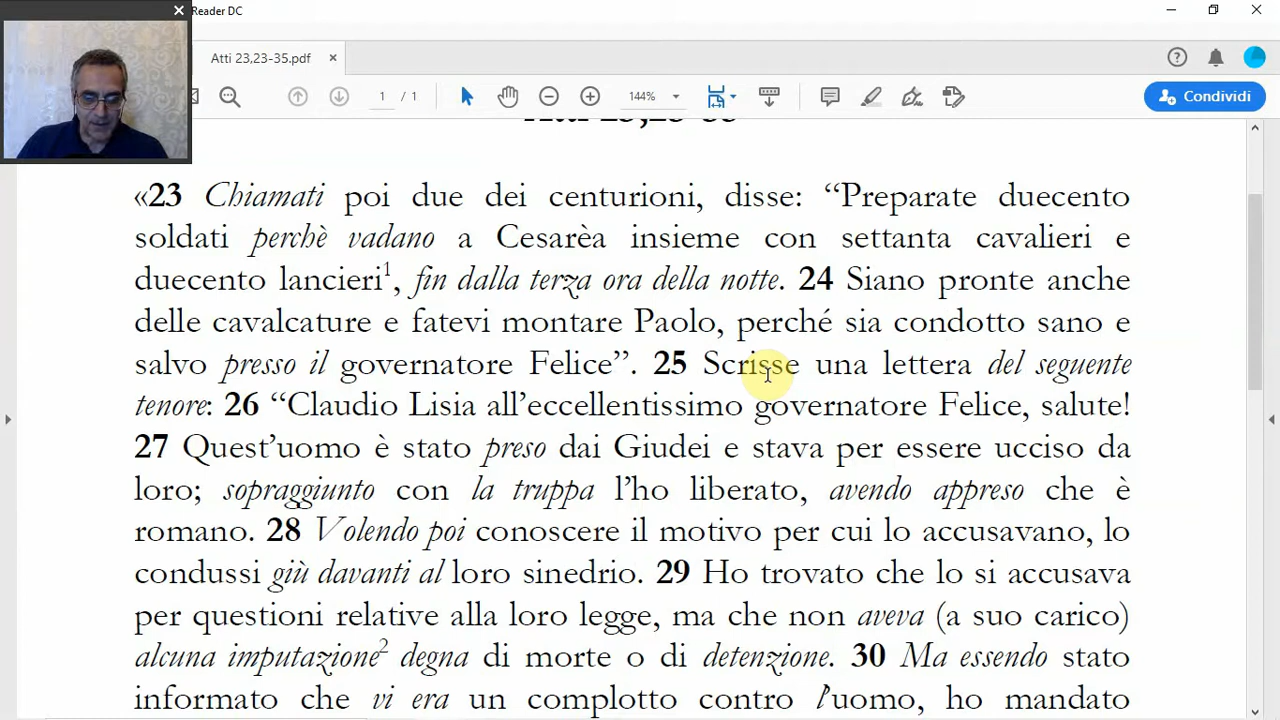 Reader DC
Atti 23,23-35.pdf
1 / 1
144%
Condividi
Atti 23,23-35
«23 Chiamati poi due dei centurioni, disse: “Preparate duecento
soldati perchè vadano a Cesarèa insieme con settanta cavalieri e
duecento lancieri1, fin dalla terza ora della notte. 24 Siano pronte anche
delle cavalcature e fatevi montare Paolo, perché sia condotto sano e
salvo presso il governatore Felice”. 25 Scrisse una lettera del seguente
tenore: 26 “Claudio Lisia all’eccellentissimo governatore Felice, salute!
27 Quest’uomo è stato preso dai Giudei e stava per essere ucciso da
loro; sopraggiunto con la truppa l’ho liberato, avendo appreso che è
romano. 28 Volendo poi conoscere il motivo per cui lo accusavano, lo
condussi giù davanti al loro sinedrio. 29 Ho trovato che lo si accusava
per questioni relative alla loro legge, ma che non aveva (a suo carico)
alcuna imputazione2 degna di morte o di detenzione. 30 Ma essendo stato
informato che vi era un complotto contro l’uomo, ho mandato